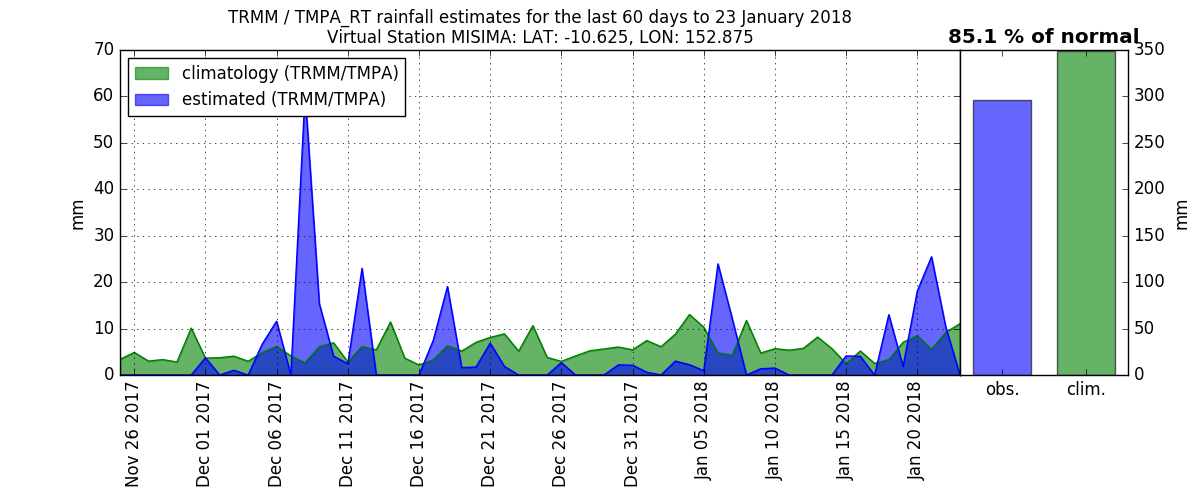 TRMM / TMPA_RT rainfall estimates for the last 60 days to 23 January 2018
Virtual Station MISIMA: LAT: -10.625, LON: 152.875
85.1 % of normal
climatology (TRMM/TMPA)
estimated (TRMM/TMPA)
70
60
50
40
30
20
10
0
mm
350
300
250
200
150
100
50
0
mm
Nov 26 2017
Dec 01 2017
Dec 06 2017
Dec 11 2017
Dec 16 2017
Dec 21 2017
Dec 26 2017
Dec 31 2017
Jan 05 2018
Jan 10 2018
Jan 15 2018
Jan 20 2018
obs.
clim.